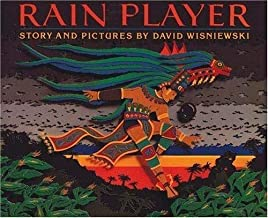 RAIN PLAYER
STORY AND PICTURES BY DAVID WISNIEWSKI